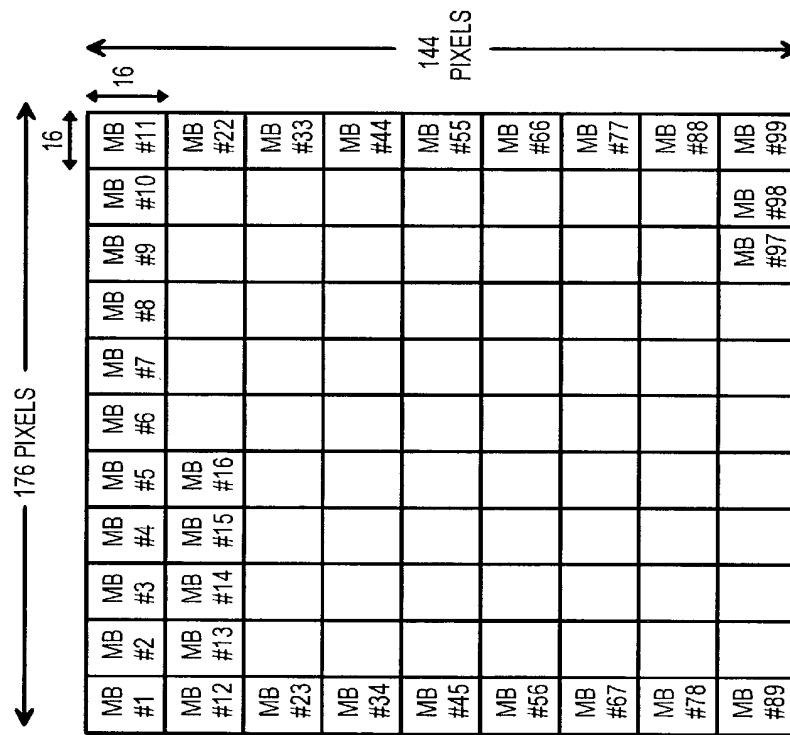 176 PIXELS
16
16
144
PIXELS
MB #1
MB #2
MB #3
MB #4
MB #5
MB #6
MB #7
MB #8
MB #9
MB #10
MB #11
MB #12
MB #13
MB #14
MB #15
MB #16
MB #22
MB #23
MB #33
MB #34
MB #44
MB #45
MB #55
MB #56
MB #66
MB #67
MB #77
MB #78
MB #88
MB #89
MB #97
MB #98
MB #99